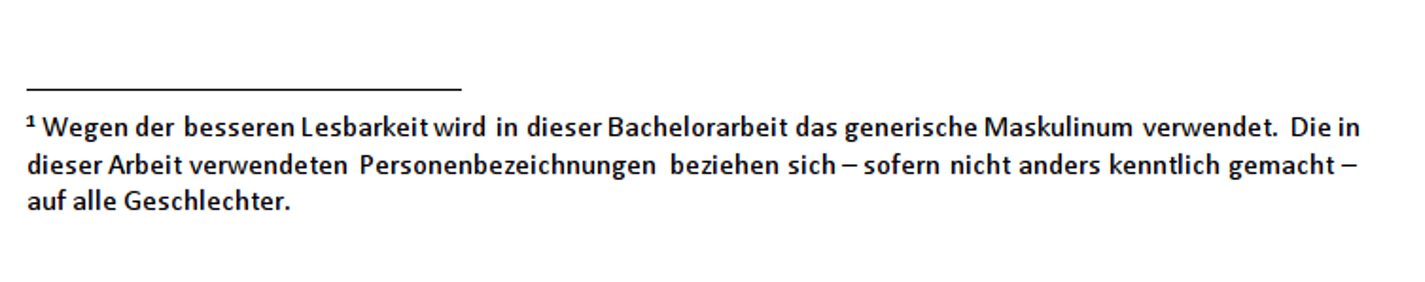 ¹ Wegen der besseren Lesbarkeit wird in dieser Bachelorarbeit das generische Maskulinum verwendet. Die in
dieser Arbeit verwendeten Personenbezeichnungen beziehen sich – sofern nicht anders kenntlich gemacht –
auf alle Geschlechter.